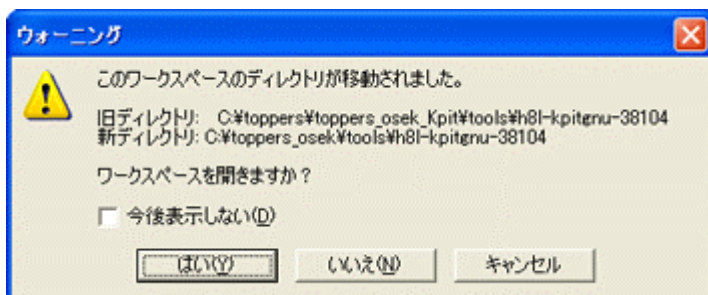 ウォーニング
このワークスペースのディレクトリが移動されました。
旧ディレクトリ: C:¥toppers¥toppers_osek_Kpit¥tools¥h8l-kpitgnu-38104
新ディレクトリ: C:¥toppers_osek¥tools¥h8l-kpitgnu-38104
ワークスペースを開きますか?
今後表示しない(D)
はい(Y) いいえ(N) キャンセル